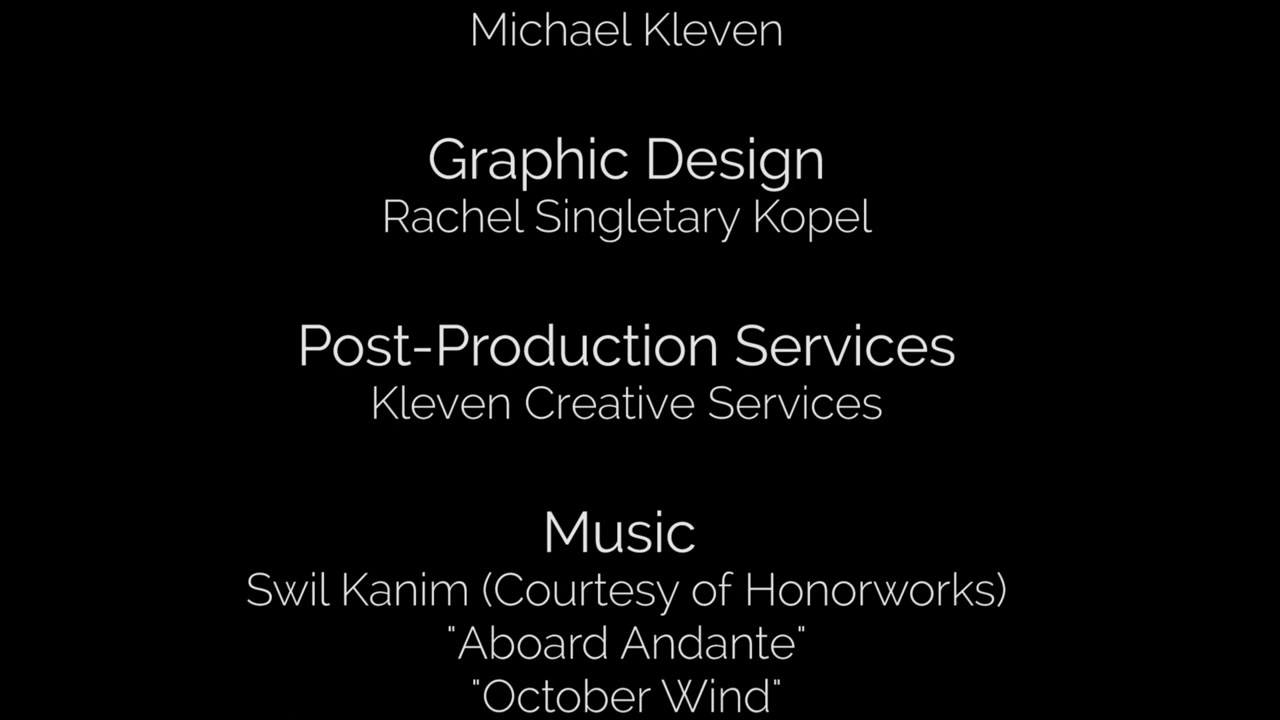 Michael Kleven
Graphic Design
Rachel Singletary Kopel
Post-Production Services
Kleven Creative Services
Music
Swil Kanim (Courtesy of Honorworks)
"Aboard Andante"
"October Wind"